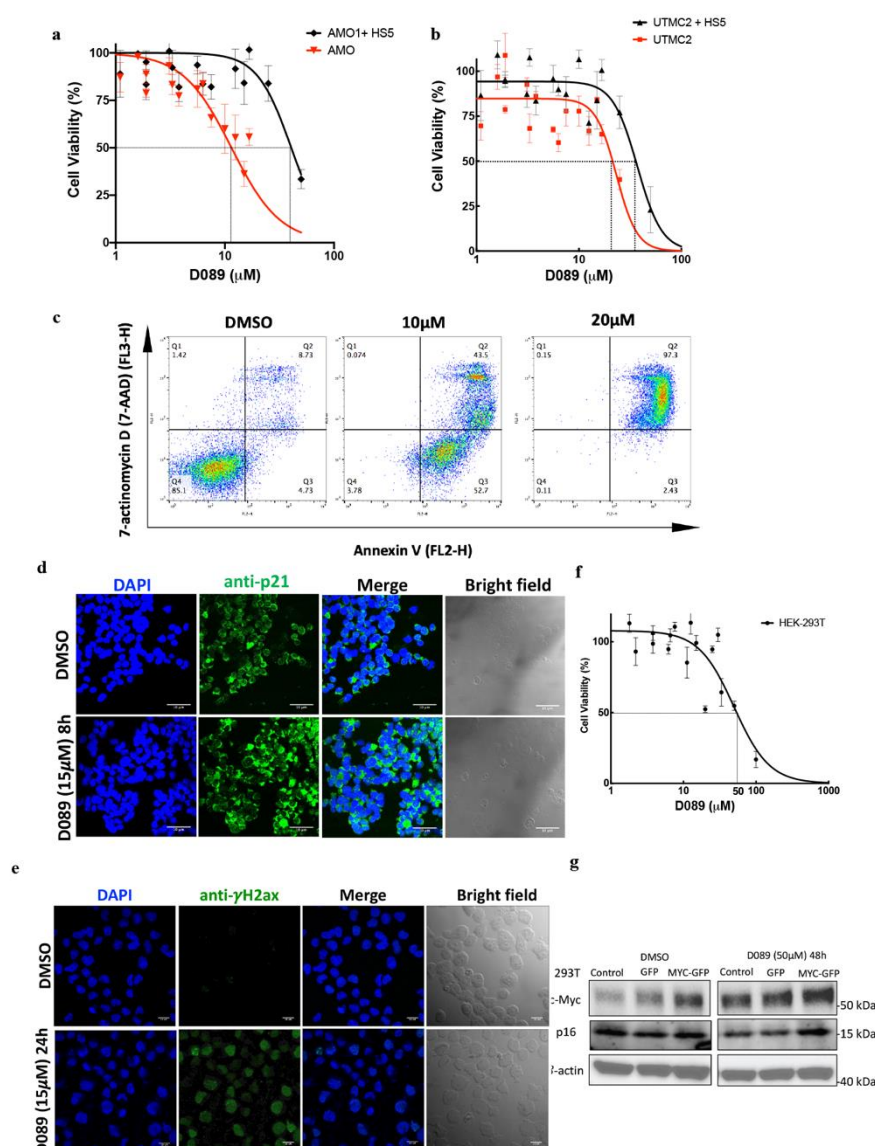 a
AMO1+ HS5
AMO
100
75
50
25
0
Cell Viability (%)
1
10
100
D089 (μM)
b
UTMC2 + HS5
UTMC2
100
75
50
25
0
Cell Viability (%)
1
10
100
D089 (μM)
c
DMSO
10μM
20μM
7-actinomycin D (7-AAD) (FL3-H)
Q1
1.42
Q2
8.73
Q4
85.1
Q3
4.73
Q1
0.074
Q2
43.5
Q4
3.78
Q3
52.7
Q1
0.15
Q2
97.3
Q4
0.11
Q3
2.43
Annexin V (FL2-H)
d
DAPI
anti-p21
Merge
Bright field
DMSO
D089 (15μM) 8h
e
DAPI
anti-γH2ax
Merge
Bright field
DMSO
D089 (15μM) 24h
f
HEK-293T
100
50
0
Cell Viability (%)
1
10
50
100
1000
D089 (μM)
g
DMSO
D089 (50μM) 48h
293T
Control
GFP
MYC-GFP
Control
GFP
MYC-GFP
c-Myc
-50 kDa
p16
-15 kDa
-actin
-40 kDa